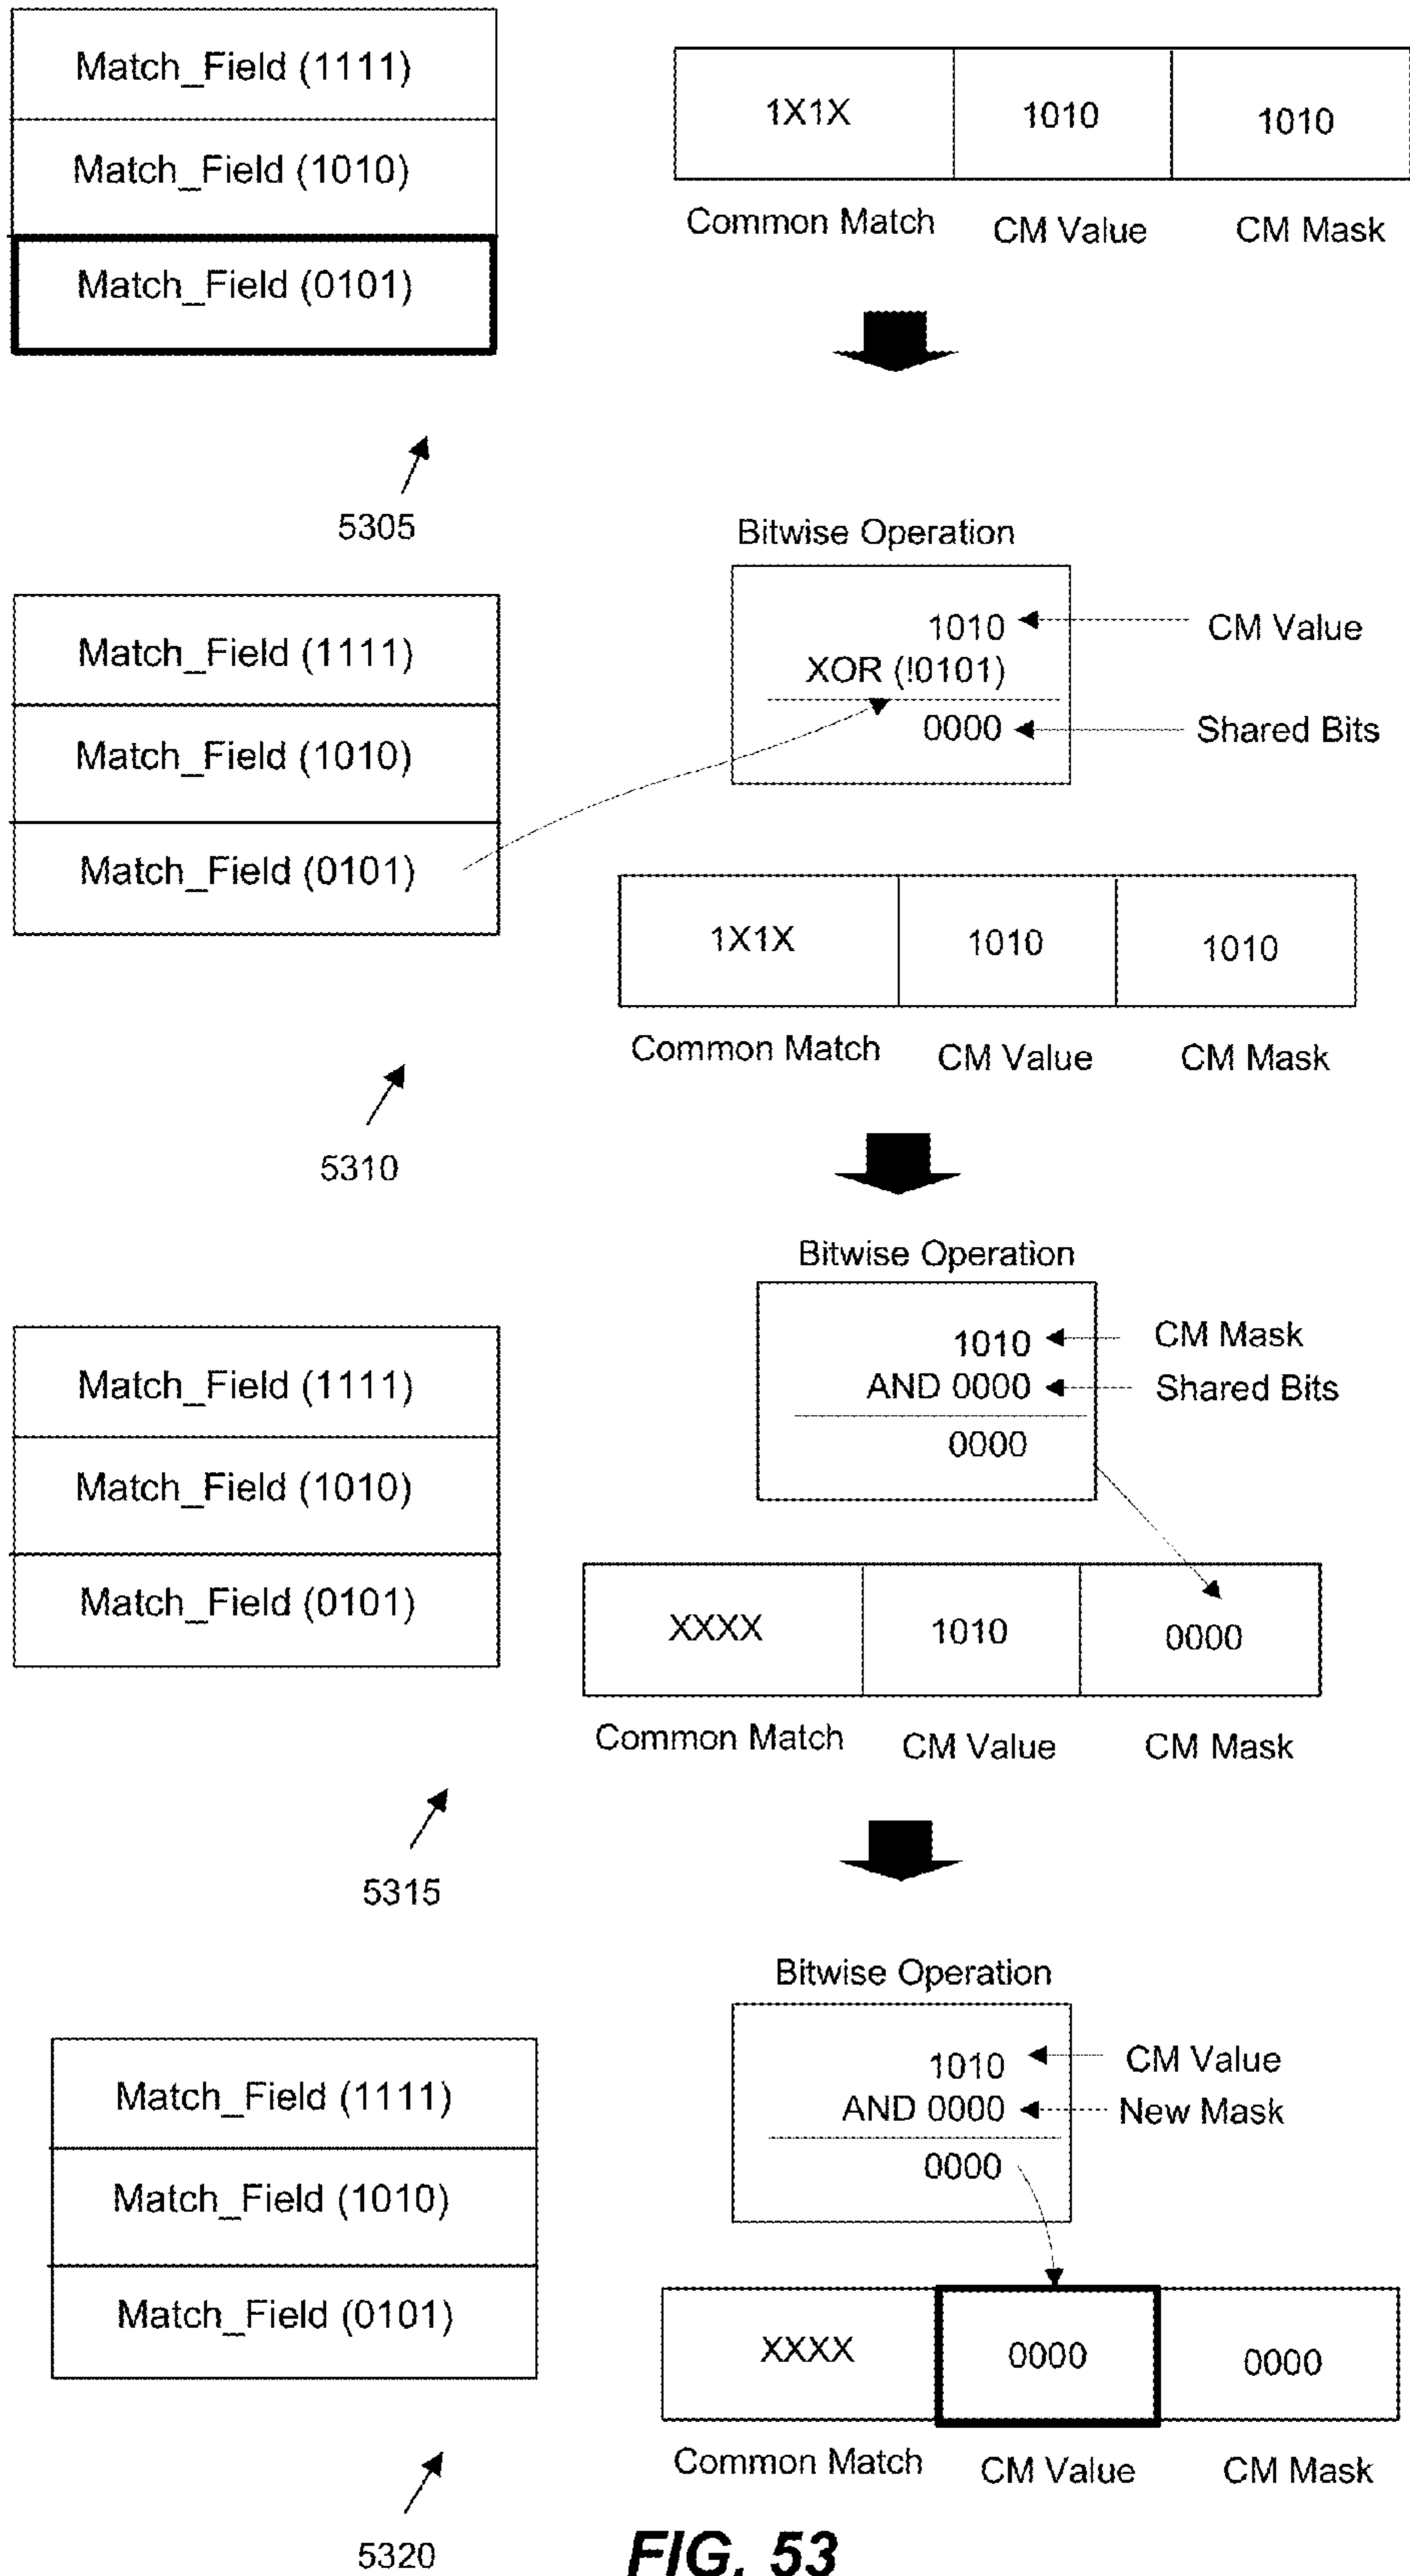 Match_Field (1111)
Match_Field (1010)
Match_Field (0101)
1X1X 1010 1010
Common Match CM Value CM Mask
5305
Bitwise Operation
1010 CM Value
XOR (!0101)
0000 Shared Bits
Match_Field (1111)
Match_Field (1010)
Match_Field (0101)
1X1X 1010 1010
Common Match CM Value CM Mask
5310
Bitwise Operation
1010 CM Mask
AND 0000 Shared Bits
0000
Match_Field (1111)
Match_Field (1010)
Match_Field (0101)
XXXX 1010 0000
Common Match CM Value CM Mask
5315
Bitwise Operation
1010 CM Value
AND 0000 New Mask
0000
Match_Field (1111)
Match_Field (1010)
Match_Field (0101)
XXXX 0000 0000
Common Match CM Value CM Mask
5320
FIG. 53